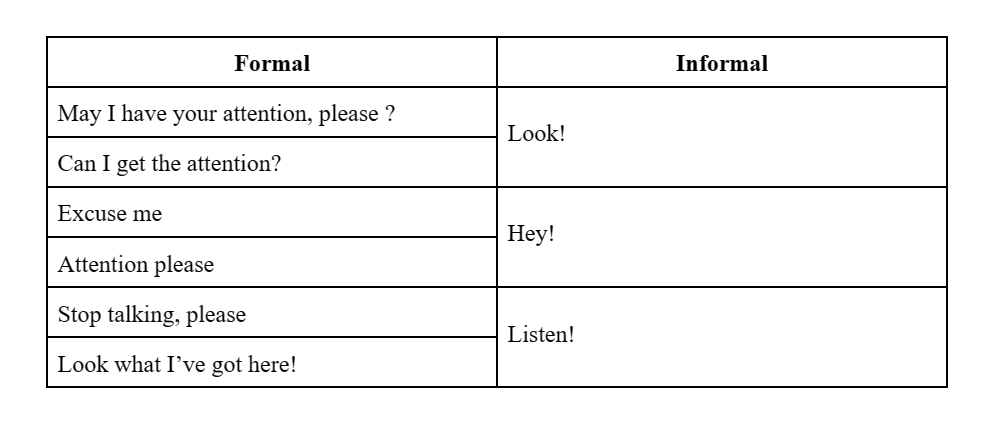 Formal Informal
May I have your attention, please ?
Look!
Can I get the attention?
Excuse me
Hey!
Attention please
Stop talking, please
Listen!
Look what I’ve got here!